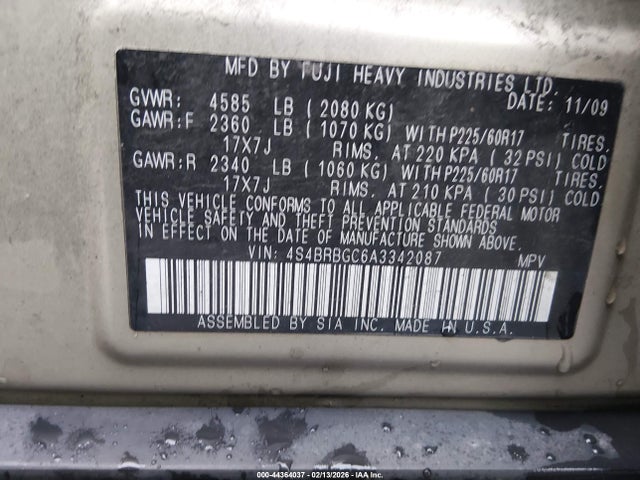 MFD BY FUJI HEAVY INDUSTRIES LTD.
GVWR: 4585 LB ( 2080 KG) DATE: 11/09
GAWR:F 2360 LB ( 1070 KG) WITH P225/60R17 TIRES.
17X7J RIMS. AT 220 KPA ( 32 PSI) COLD
GAWR:R 2340 LB ( 1060 KG) WITH P225/60R17 TIRES.
17X7J RIMS. AT 210 KPA ( 30 PSI) COLD
THIS VEHICLE CONFORMS TO ALL APPLICABLE FEDERAL MOTOR
VEHICLE SAFETY AND THEFT PREVENTION STANDARDS
IN EFFECT ON THE DATE OF MANUFACTURE SHOWN ABOVE.
VIN: 4S4BRBGC6A3342087 MPV
ASSEMBLED BY SIA INC. MADE IN U.S.A.
000-44364037 - 02/13/2026 - COPYRIGHT IAA